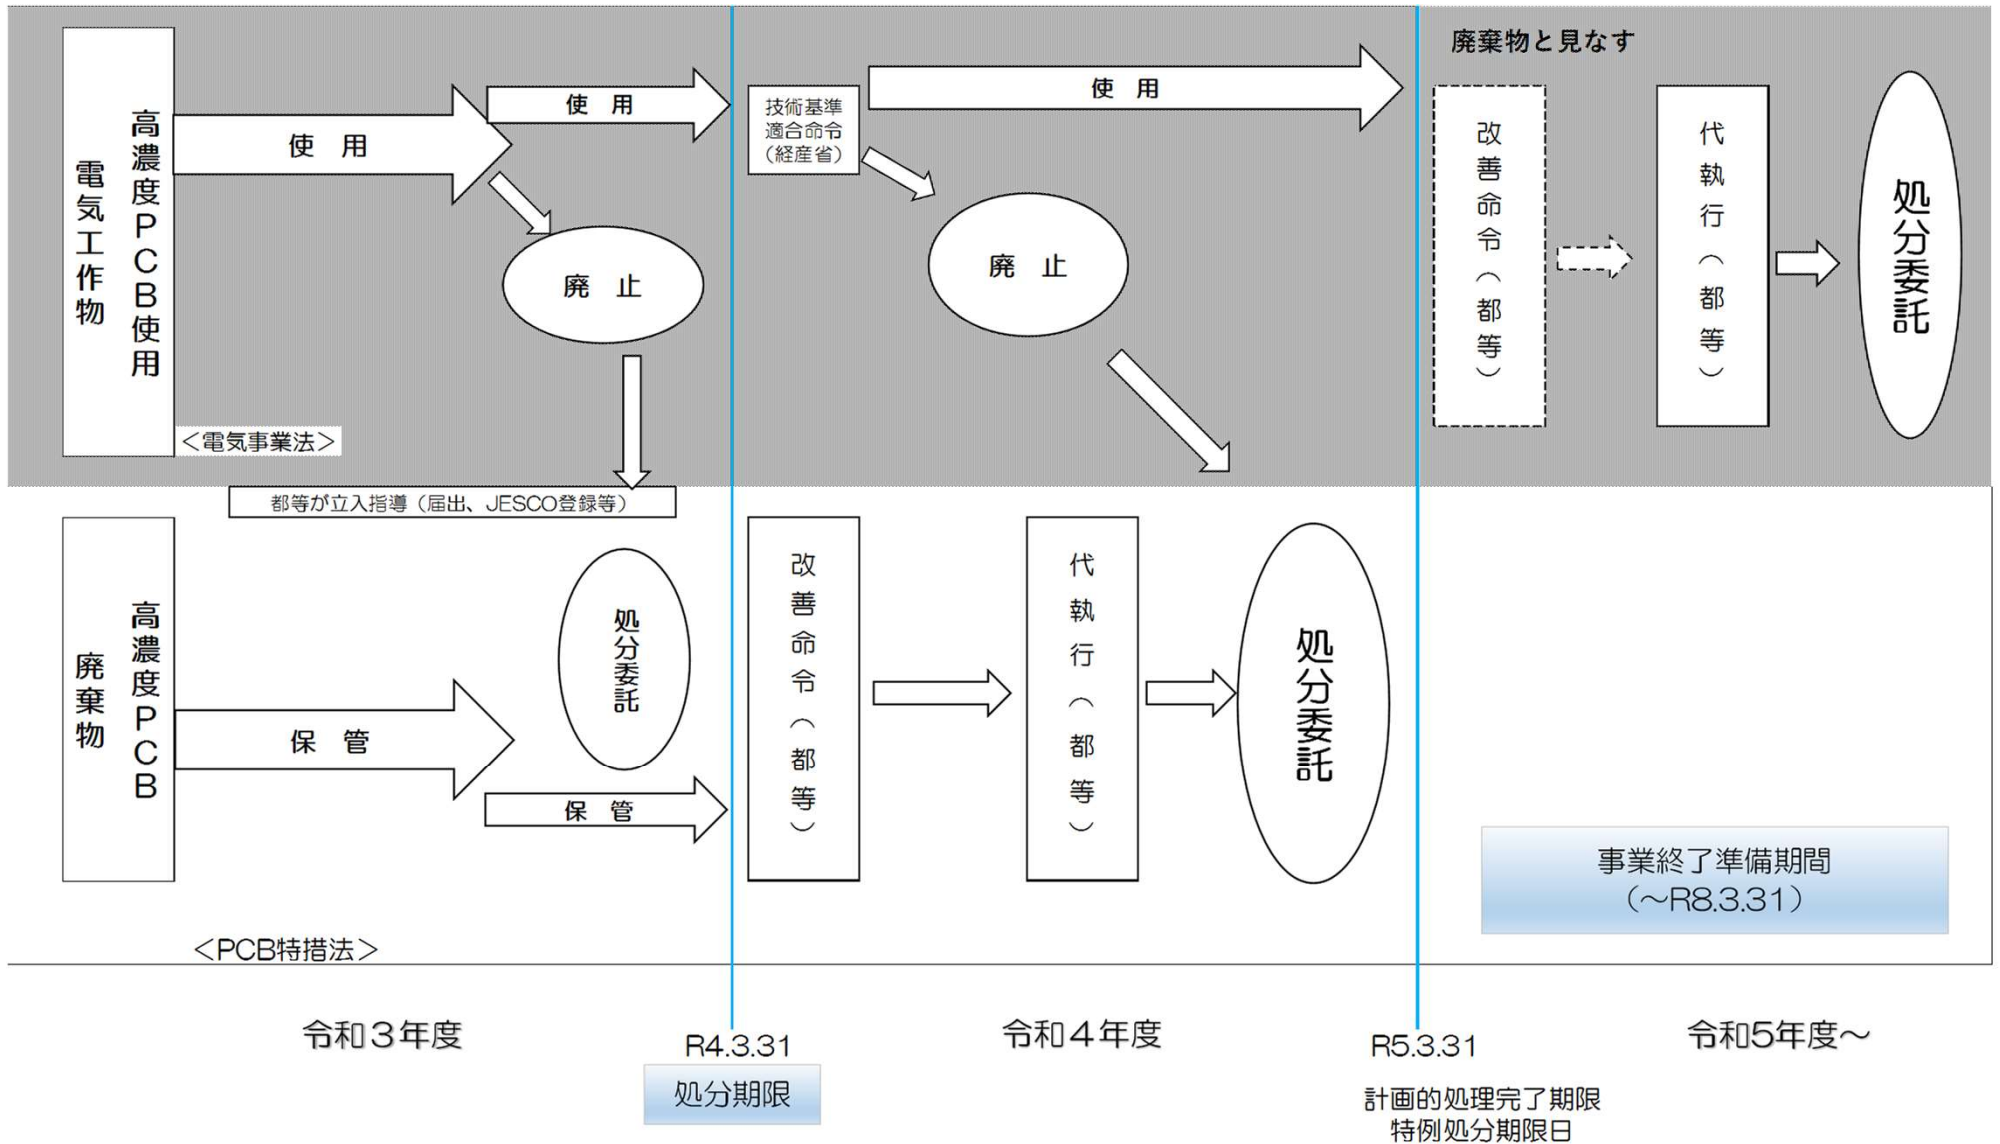 高濃度ＰＣＢ使用
電気工作物
使　用
使　用
廃　止
＜電気事業法＞
技術基準
適合命令
（経産省）
使　用
廃　止
廃棄物と見なす
改善命令（都等）
代執行（都等）
処分委託
都等が立入指導（届出、JESCO登録等）
高濃度ＰＣＢ
廃棄物
保　管
処分委託
保　管
改善命令（都等）
代執行（都等）
処分委託
事業終了準備期間
（～R8.3.31）
＜PCB特措法＞
令和３年度
R4.3.31
処分期限
令和４年度
R5.3.31
計画的処理完了期限
特例処分期限日
令和5年度～